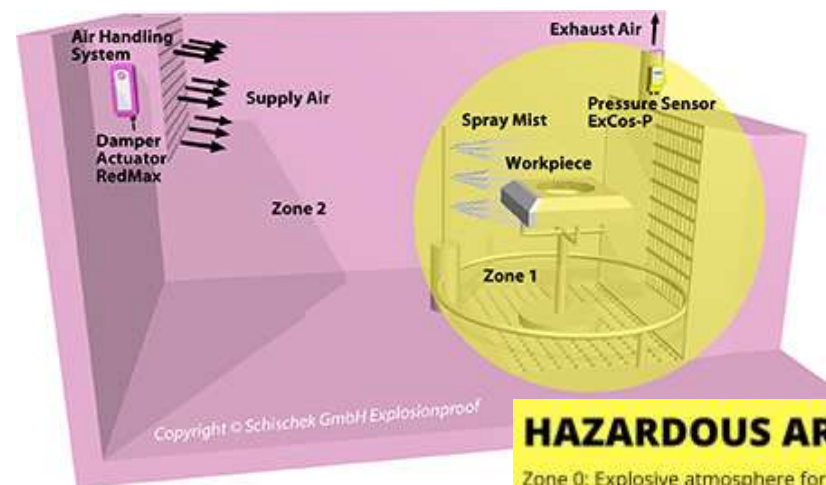 Air Handling
System
Damper
Actuator
RedMax
Supply Air
Zone 2
Exhaust Air
Pressure Sensor
ExCos-P
Spray Mist
Workpiece
Zone 1
Copyright © Schischek GmbH Explosionproof
HAZARDOUS AR
Zone 0: Explosive atmosphere for